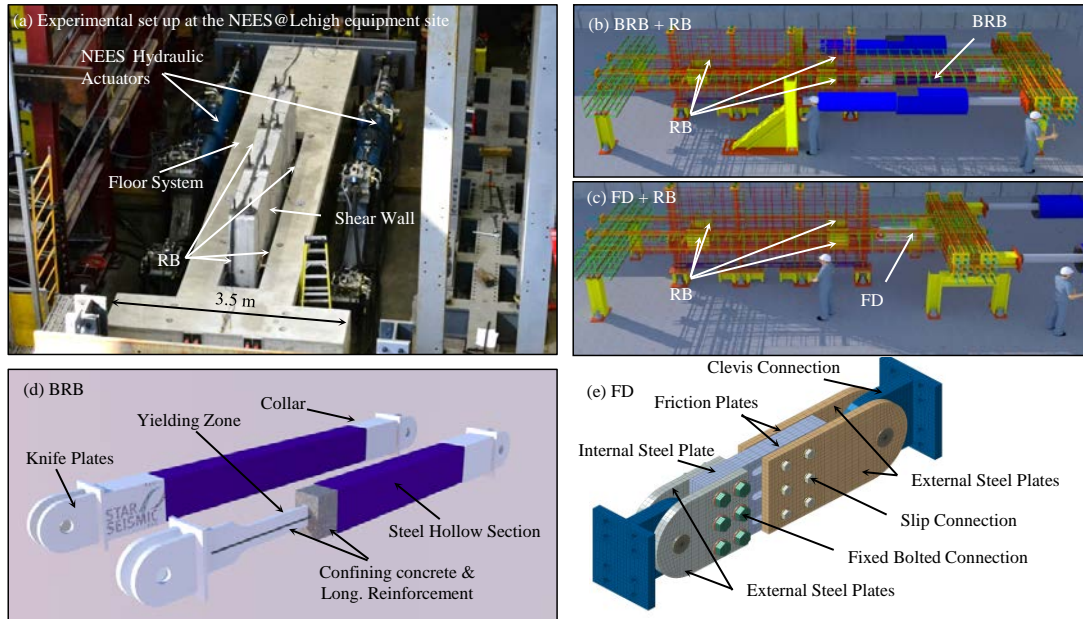 (a) Experimental set up at the NEES@Lehigh equipment site
NEES Hydraulic
Actuators
Floor System
Shear Wall
RB
3.5 m
(b) BRB + RB
BRB
RB
(c) FD + RB
RB
FD
(d) BRB
Collar
Yielding Zone
Knife Plates
STAR
SEISMIC
Steel Hollow Section
Confining concrete &
Long. Reinforcement
(e) FD
Clevis Connection
Friction Plates
Internal Steel Plate
External Steel Plates
Slip Connection
Fixed Bolted Connection
External Steel Plates